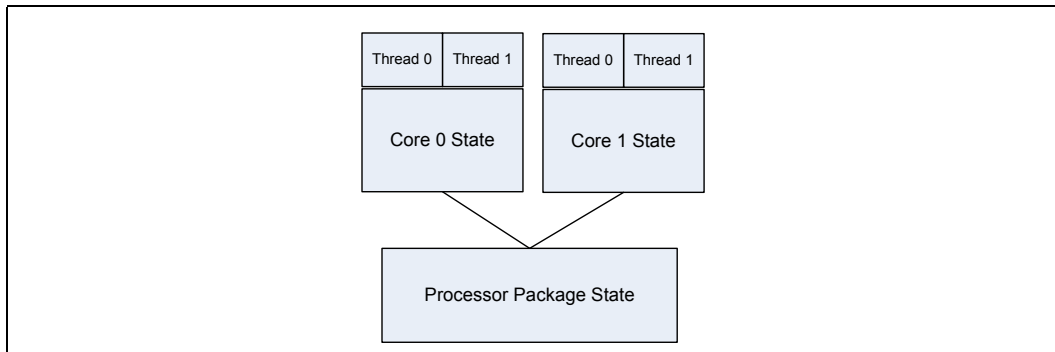 Thread 0
Thread 1
Thread 0
Thread 1
Core 0 State
Core 1 State
Processor Package State